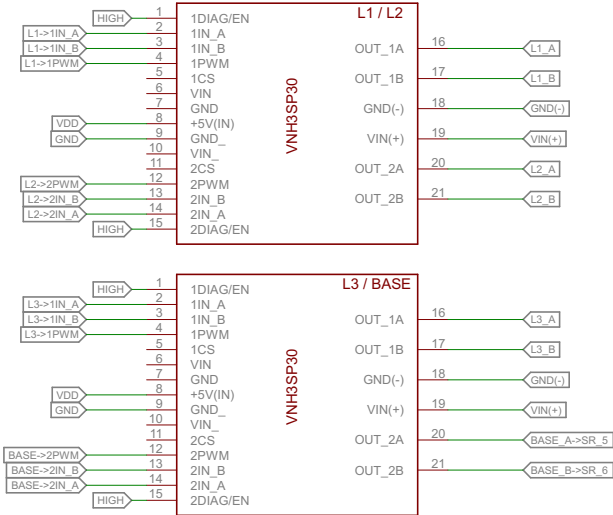 L1 / L2
HIGH 1 1DIAG/EN
L1->1IN_A 2 1IN_A
L1->1IN_B 3 1IN_B OUT_1A 16 L1_A
L1->1PWM 4 1PWM
5 1CS OUT_1B 17 L1_B
6 VIN
7 GND GND(-) 18 GND(-)
VDD 8 +5V(IN)
GND 9 GND_ VIN(+) 19 VIN(+)
10 VIN_
11 2CS OUT_2A 20 L2_A
L2->2PWM 12 2PWM
L2->2IN_B 13 2IN_B OUT_2B 21 L2_B
L2->2IN_A 14 2IN_A
HIGH 15 2DIAG/EN
VNH3SP30
L3 / BASE
HIGH 1 1DIAG/EN
L3->1IN_A 2 1IN_A
L3->1IN_B 3 1IN_B OUT_1A 16 L3_A
L3->1PWM 4 1PWM
5 1CS OUT_1B 17 L3_B
6 VIN
7 GND GND(-) 18 GND(-)
VDD 8 +5V(IN)
GND 9 GND_ VIN(+) 19 VIN(+)
10 VIN_
11 2CS OUT_2A 20 BASE_A->SR_5
BASE->2PWM 12 2PWM
BASE->2IN_B 13 2IN_B OUT_2B 21 BASE_B->SR_6
BASE->2IN_A 14 2IN_A
HIGH 15 2DIAG/EN
VNH3SP30